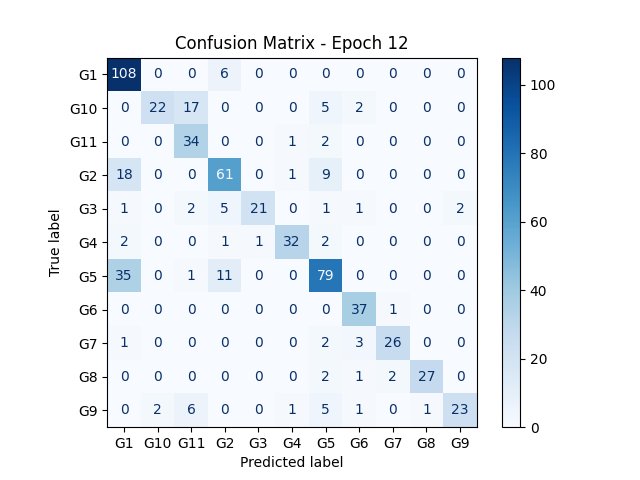 Confusion Matrix - Epoch 12
True label
G1 108 0 0 6 0 0 0 0 0 0 0
G10 0 22 17 0 0 0 5 2 0 0 0
G11 0 0 34 0 0 1 2 0 0 0 0
G2 18 0 0 61 0 1 9 0 0 0 0
G3 1 0 2 5 21 0 1 1 0 0 2
G4 2 0 0 1 1 32 2 0 0 0 0
G5 35 0 1 11 0 0 79 0 0 0 0
G6 0 0 0 0 0 0 0 37 1 0 0
G7 1 0 0 0 0 0 2 3 26 0 0
G8 0 0 0 0 0 0 2 1 2 27 0
G9 0 2 6 0 0 1 5 1 0 1 23
G1 G10 G11 G2 G3 G4 G5 G6 G7 G8 G9
Predicted label
100
80
60
40
20
0